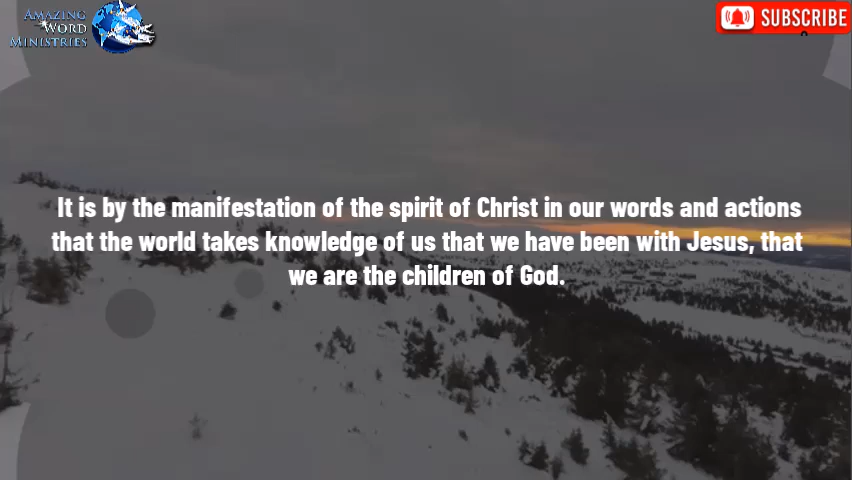 AMAZING
WORD
MINISTRIES
SUBSCRIBE
It is by the manifestation of the spirit of Christ in our words and actions
that the world takes knowledge of us that we have been with Jesus, that
we are the children of God.